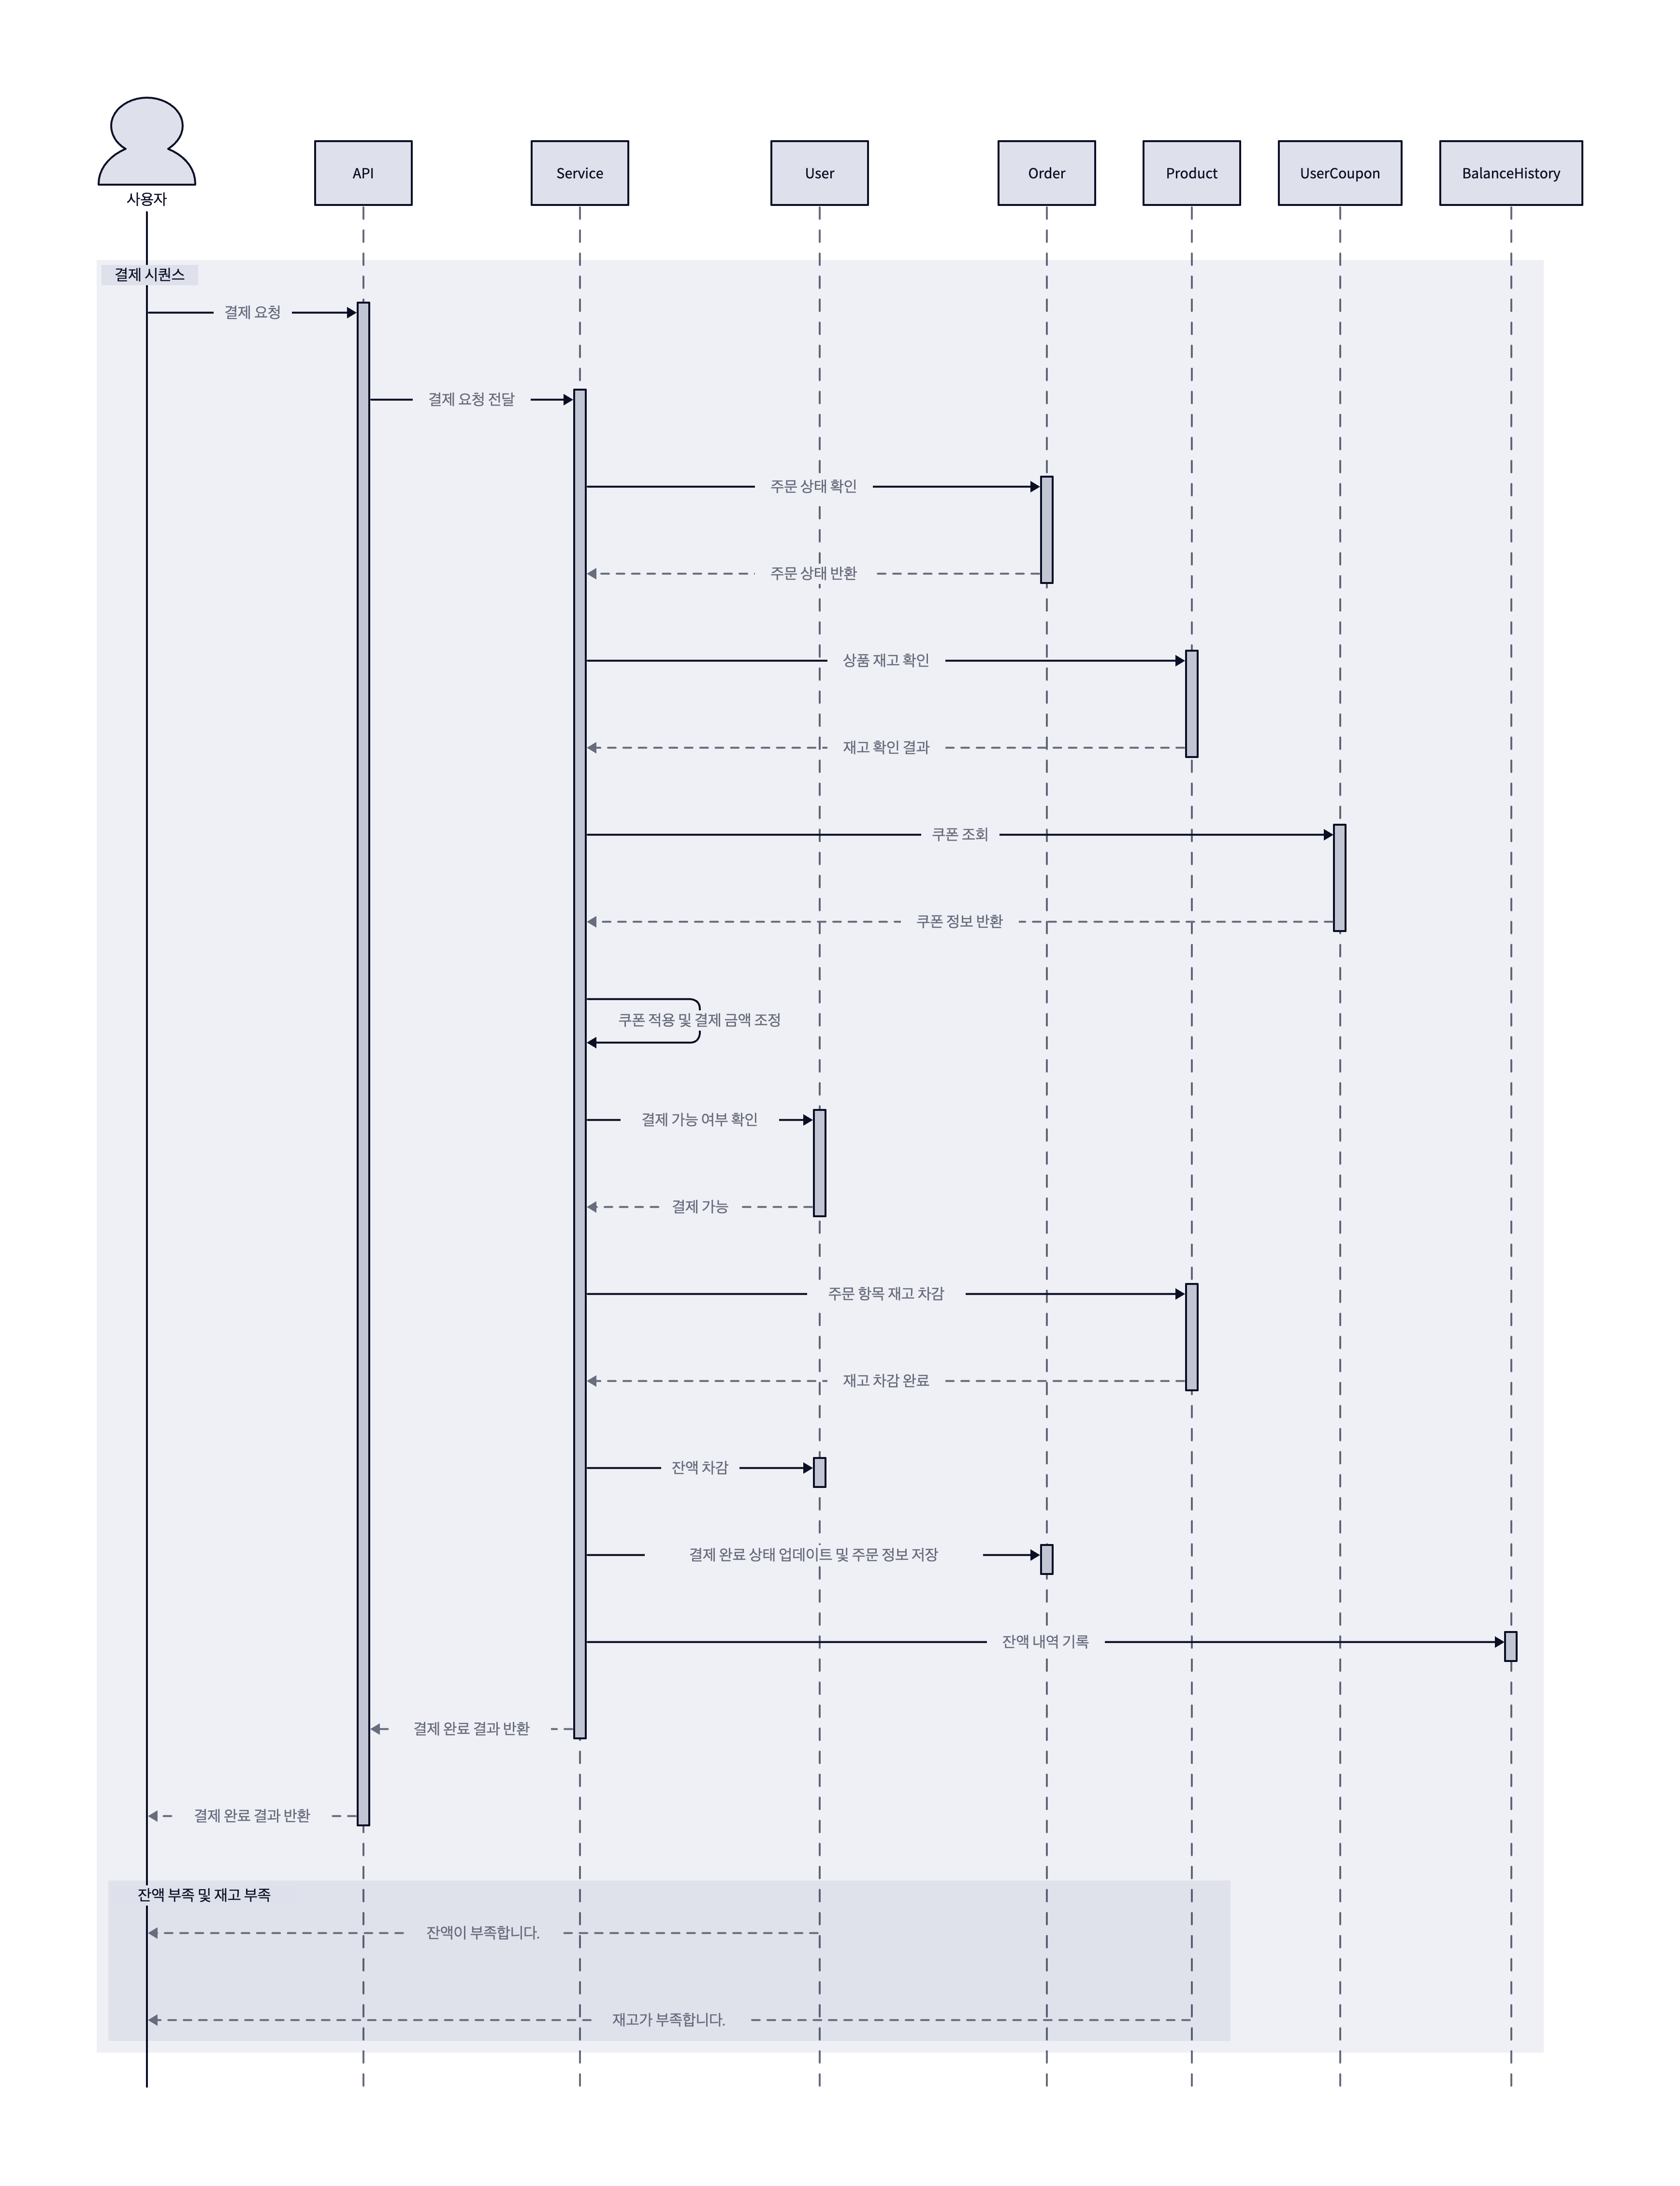 사용자
API
Service
User
Order
Product
UserCoupon
BalanceHistory
결제 시퀀스
결제 요청
결제 요청 전달
주문 상태 확인
주문 상태 반환
상품 재고 확인
재고 확인 결과
쿠폰 조회
쿠폰 정보 반환
쿠폰 적용 및 결제 금액 조정
결제 가능 여부 확인
결제 가능
주문 항목 재고 차감
재고 차감 완료
잔액 차감
결제 완료 상태 업데이트 및 주문 정보 저장
잔액 내역 기록
결제 완료 결과 반환
결제 완료 결과 반환
잔액 부족 및 재고 부족
잔액이 부족합니다.
재고가 부족합니다.